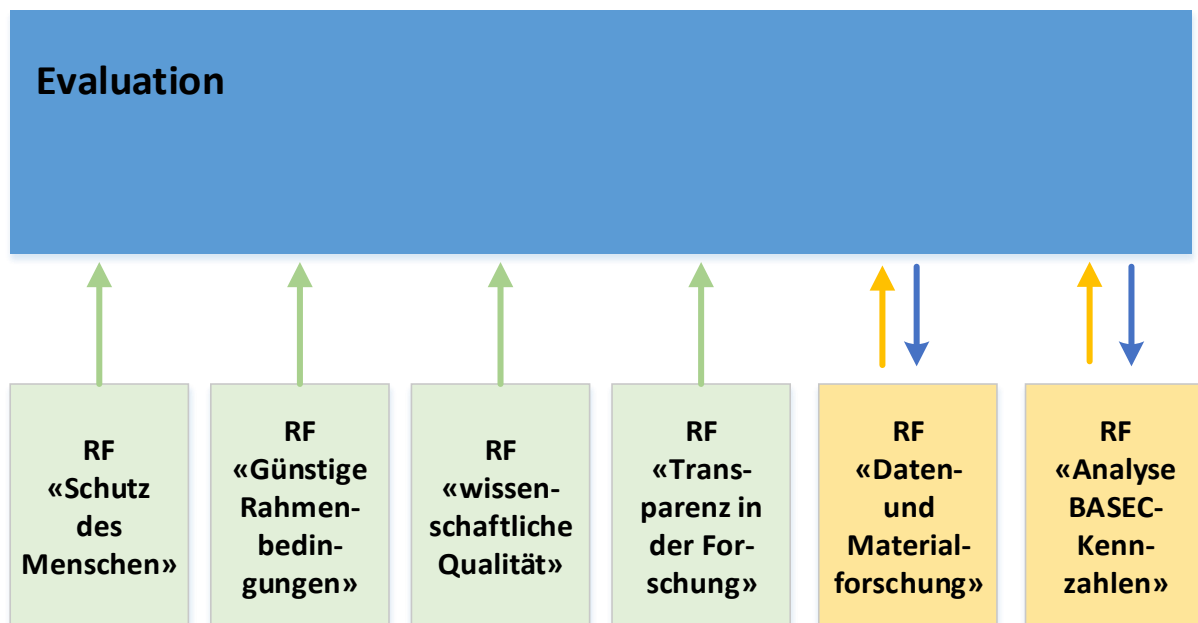 Evaluation
RF
«Schutz
des
Menschen»
RF
«Günstige
Rahmen-
bedin-
gungen»
RF
«wissen-
schaftliche
Qualität»
RF
«Trans-
parenz in
der For-
schung»
RF
«Daten-
und
Material-
forschung»
RF
«Analyse
BASEC-
Kenn-
zahlen»